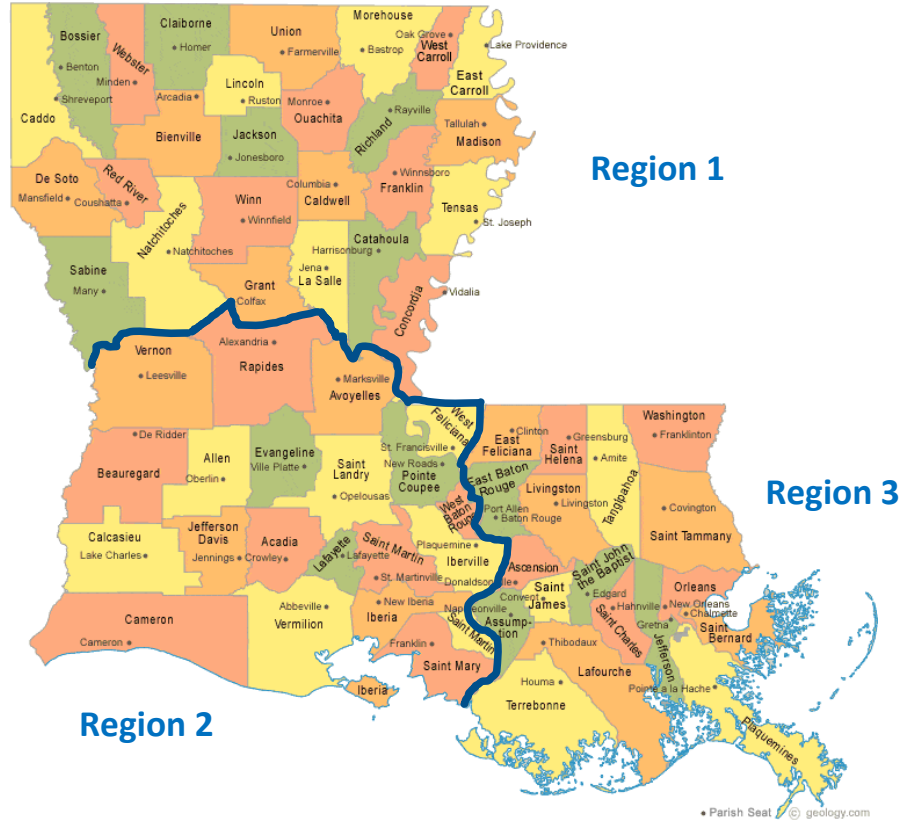 Morehouse
Claiborne
Union
Oak Grove
West
Carroll
Bossier
Webster
Homer
Farmerville
Bastrop
Lake Providence
Benton
Lincoln
East
Carroll
Minden
Shreveport
Arcadia
Ruston
Monroe
Ouachita
Rayville
Richland
Caddo
Tallulah
Madison
Bienville
Jackson
Jonesboro
Region 1
De Soto
Mansfield
Red River
Coushatta
Winn
Winnfield
Columbia
Caldwell
Winnsboro
Franklin
Tensas
St. Joseph
Natchitoches
Natchitoches
Catahoula
Harrisonburg
Sabine
Many
Grant
Colfax
Jena
La Salle
Concordia
Vidalia
Vernon
Leesville
Alexandria
Rapides
Marksville
Avoyelles
West
Feliciana
Washington
Franklinton
De Ridder
Beauregard
Allen
Oberlin
Evangeline
Ville Platte
Saint
Landry
Opelousas
St. Francisville
New Roads
Pointe
Coupee
Clinton
East
Feliciana
Greensburg
Saint
Helena
Amite
Tangipahoa
East Baton
Rouge
Livingston
Livingston
Region 3
Covington
Saint Tammany
West
Baton
Rouge
Port Allen
Baton Rouge
Calcasieu
Lake Charles
Jefferson
Davis
Jennings
Acadia
Crowley
Lafayette
Lafayette
Saint Martin
St. Martinville
Plaquemine
Iberville
Donaldsonville
Ascension
Saint John
the Baptist
Convent
Saint
James
Edgard
Orleans
New Orleans
Hahnville
Chalmette
Gretna
Saint
Bernard
Saint Charles
Jefferson
Cameron
Cameron
Abbeville
Vermilion
New Iberia
Iberia
Napoleonville
Assump-
tion
Saint Martin
Franklin
Saint Mary
Thibodaux
Lafourche
Houma
Terrebonne
Pointe a la Hache
Plaquemines
Iberia
Region 2
Parish Seat
© geology.com